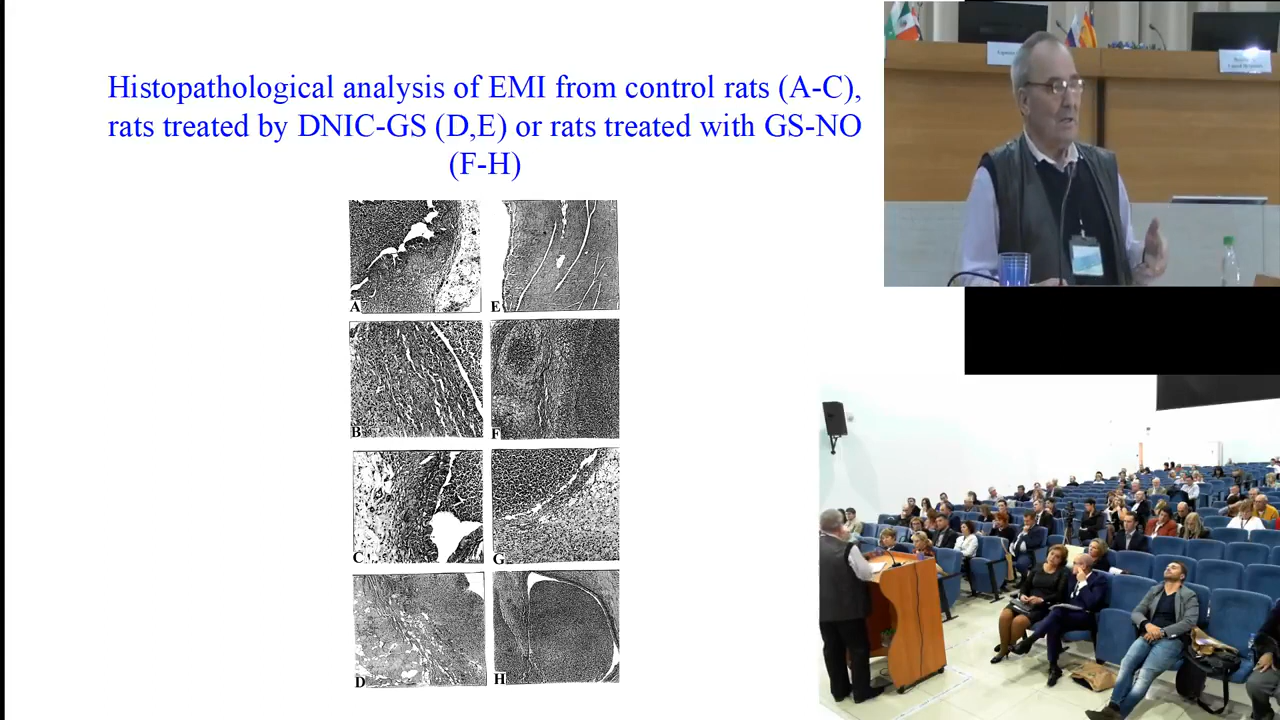 Histopathological analysis of EMI from control rats (A-C),
rats treated by DNIC-GS (D,E) or rats treated with GS-NO
(F-H)
A
E
B
F
C
G
D
H